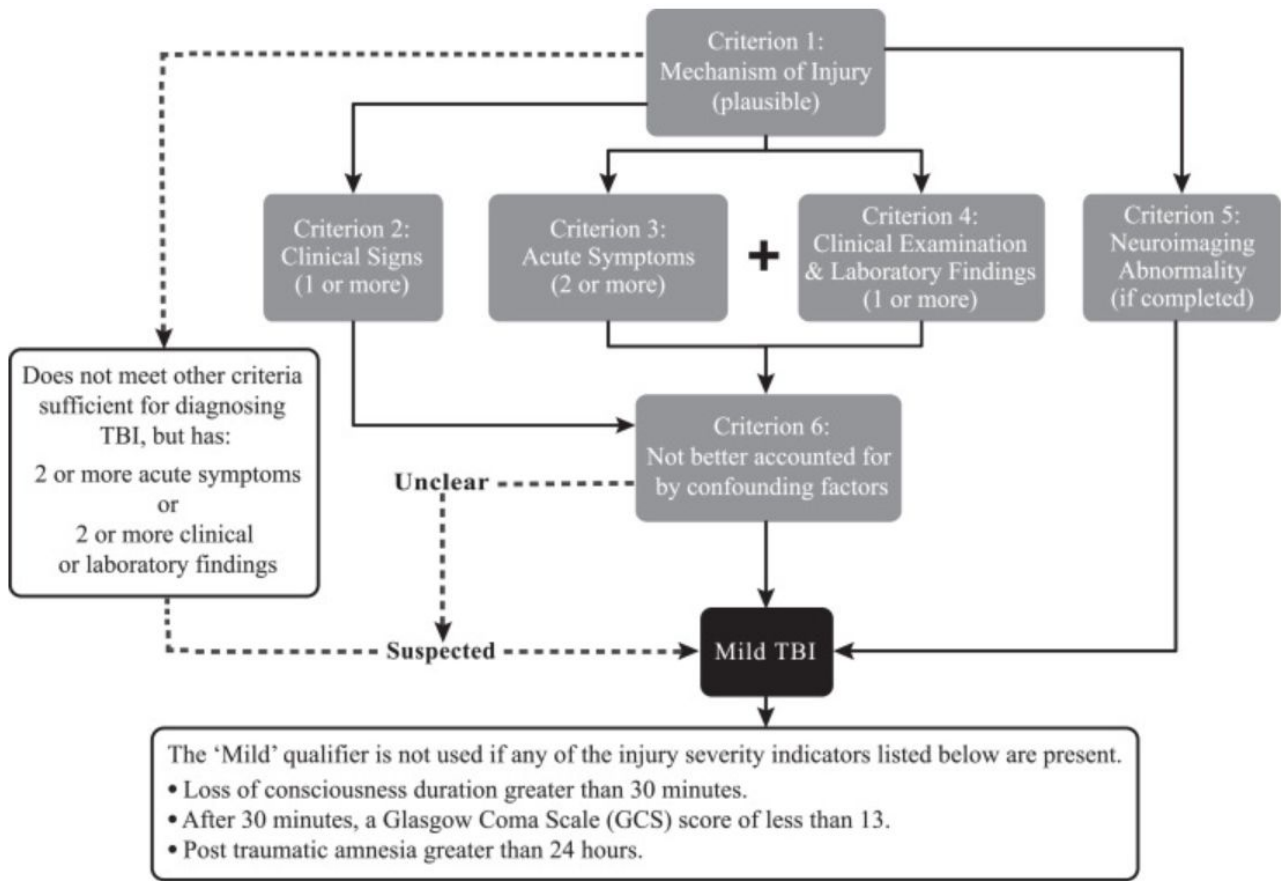 Criterion 1:
Mechanism of Injury
(plausible)
Criterion 2:
Clinical Signs
(1 or more)
Criterion 3:
Acute Symptoms
(2 or more)
+
Criterion 4:
Clinical Examination
& Laboratory Findings
(1 or more)
Criterion 5:
Neuroimaging
Abnormality
(if completed)
Does not meet other criteria
sufficient for diagnosing
TBI, but has:
2 or more acute symptoms
or
2 or more clinical
or laboratory findings
Criterion 6:
Not better accounted for
by confounding factors
Unclear
Suspected
Mild TBI
The ‘Mild’ qualifier is not used if any of the injury severity indicators listed below are present.
• Loss of consciousness duration greater than 30 minutes.
• After 30 minutes, a Glasgow Coma Scale (GCS) score of less than 13.
• Post traumatic amnesia greater than 24 hours.